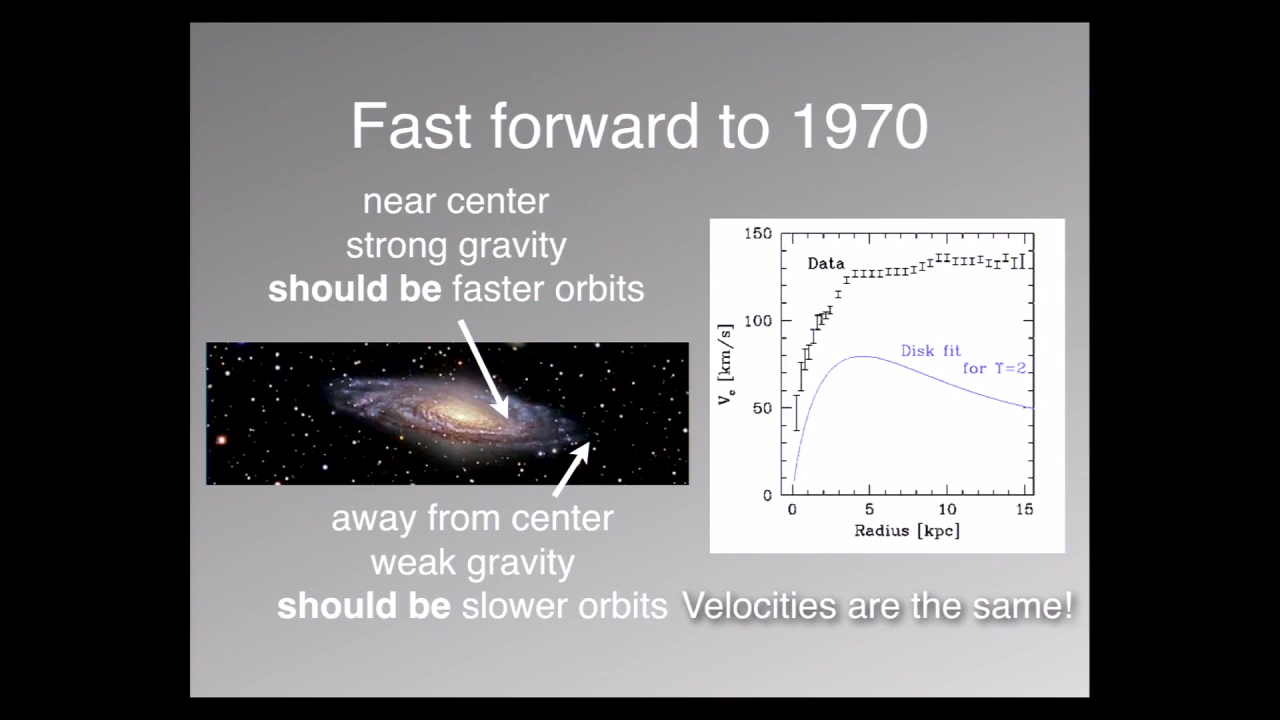 Fast forward to 1970
near center
strong gravity
should be faster orbits
away from center
weak gravity
should be slower orbits
150
100
50
0
V_c [km/s]
Data
Disk fit
for Υ=2
0 5 10 15
Radius [kpc]
Velocities are the same!